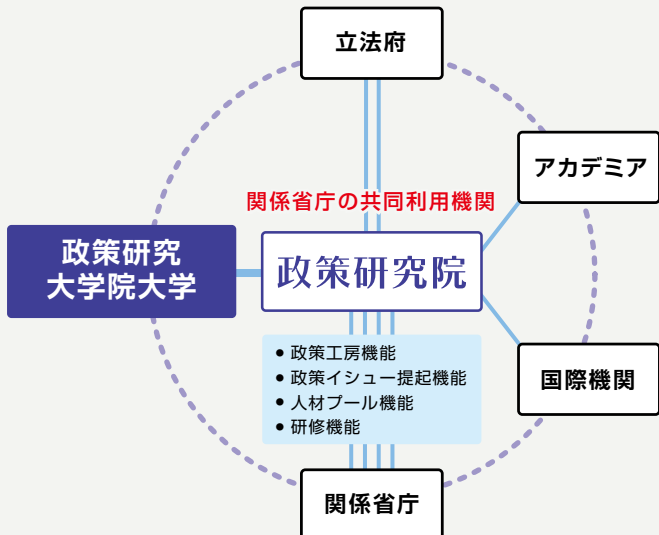 立法府
アカデミア
関係省庁の共同利用機関
政策研究
大学院大学
政策研究院
• 政策工房機能
• 政策イシュー提起機能
• 人材プール機能
• 研修機能
国際機関
関係省庁